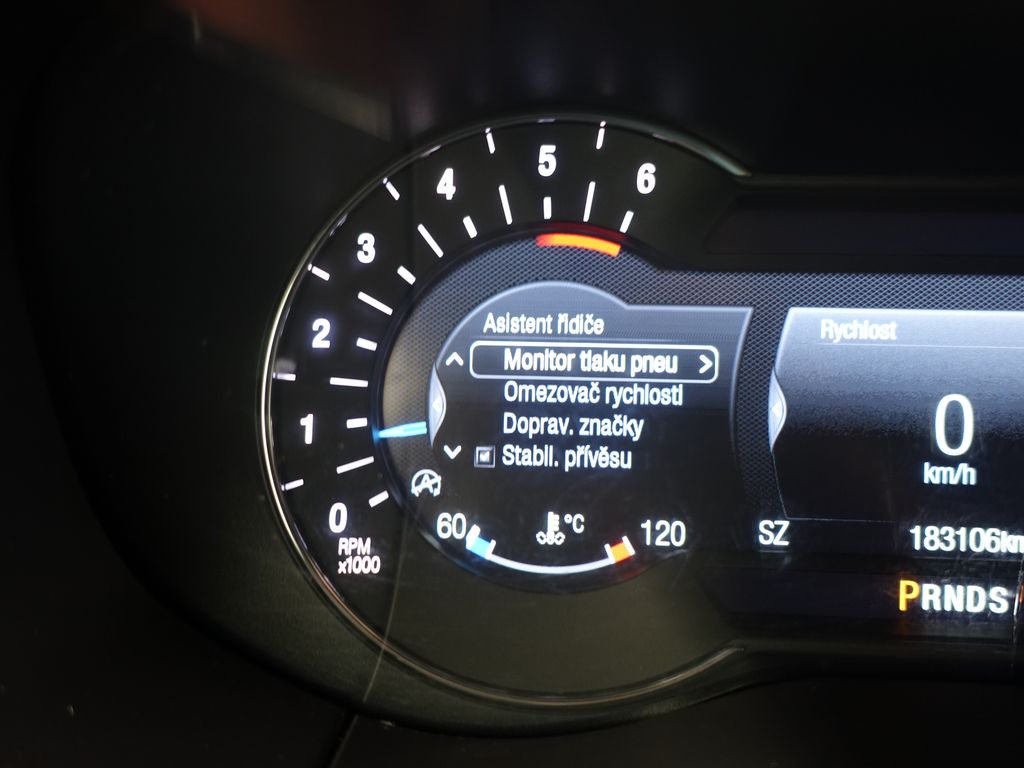 6
5
4
3
2
1
0
RPM
x1000
Asistent řidiče
Monitor tlaku pneu >
Omezovač rychlosti
Doprav. značky
Stabil. přívěsu
A
60 °C 120
Rychlost
0
km/h
SZ 183106km
PRNDS